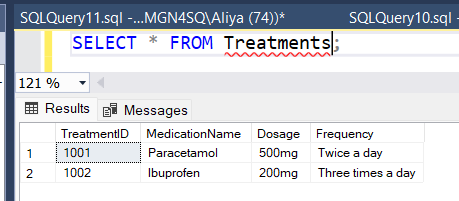 SQLQuery11.sql -...MGN4SQ\Aliya (74))* SQLQuery10.sql -
SELECT * FROM Treatments;
121 %
Results Messages
TreatmentID MedicationName Dosage Frequency
1 1001 Paracetamol 500mg Twice a day
2 1002 Ibuprofen 200mg Three times a day